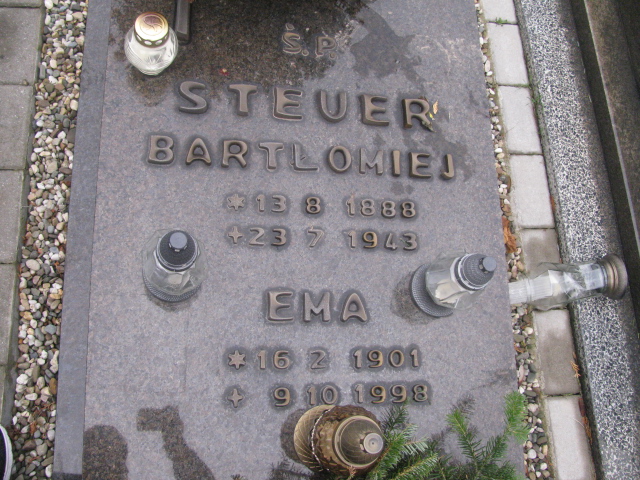 Ś. P.
STEUER
BARTŁOMIEJ
* 13 8 1888
+ 23 7 1943
EMA
* 16 2 1901
+ 9 10 1998